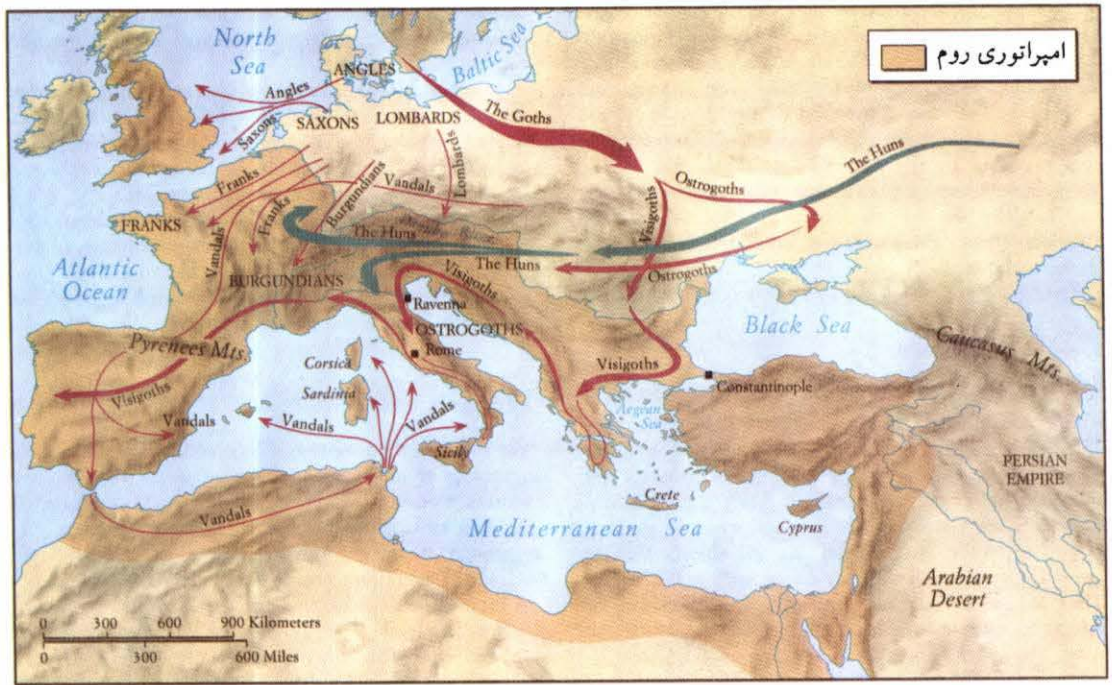 امپراتوری روم
North
Sea
Baltic Sea
ANGLES
Angles
The Goths
SAXONS
LOMBARDS
Saxons
Lombards
The Huns
Franks
Burgundians
Vandals
Ostrogoths
Visigoths
FRANKS
Franks
Vandals
The Huns
The Huns
Ostrogoths
Atlantic
Ocean
BURGUNDIANS
Visigoths
Ravenna
OSTROGOTHS
Rome
Black Sea
Caucasus Mts.
Pyrenees Mts.
Corsica
Visigoths
Constantinople
Visigoths
Sardinia
Aegean
Sea
Vandals
Vandals
Vandals
Sicily
PERSIAN
EMPIRE
Crete
Cyprus
Vandals
Mediterranean Sea
Arabian
Desert
0 300 600 900 Kilometers
0 300 600 Miles